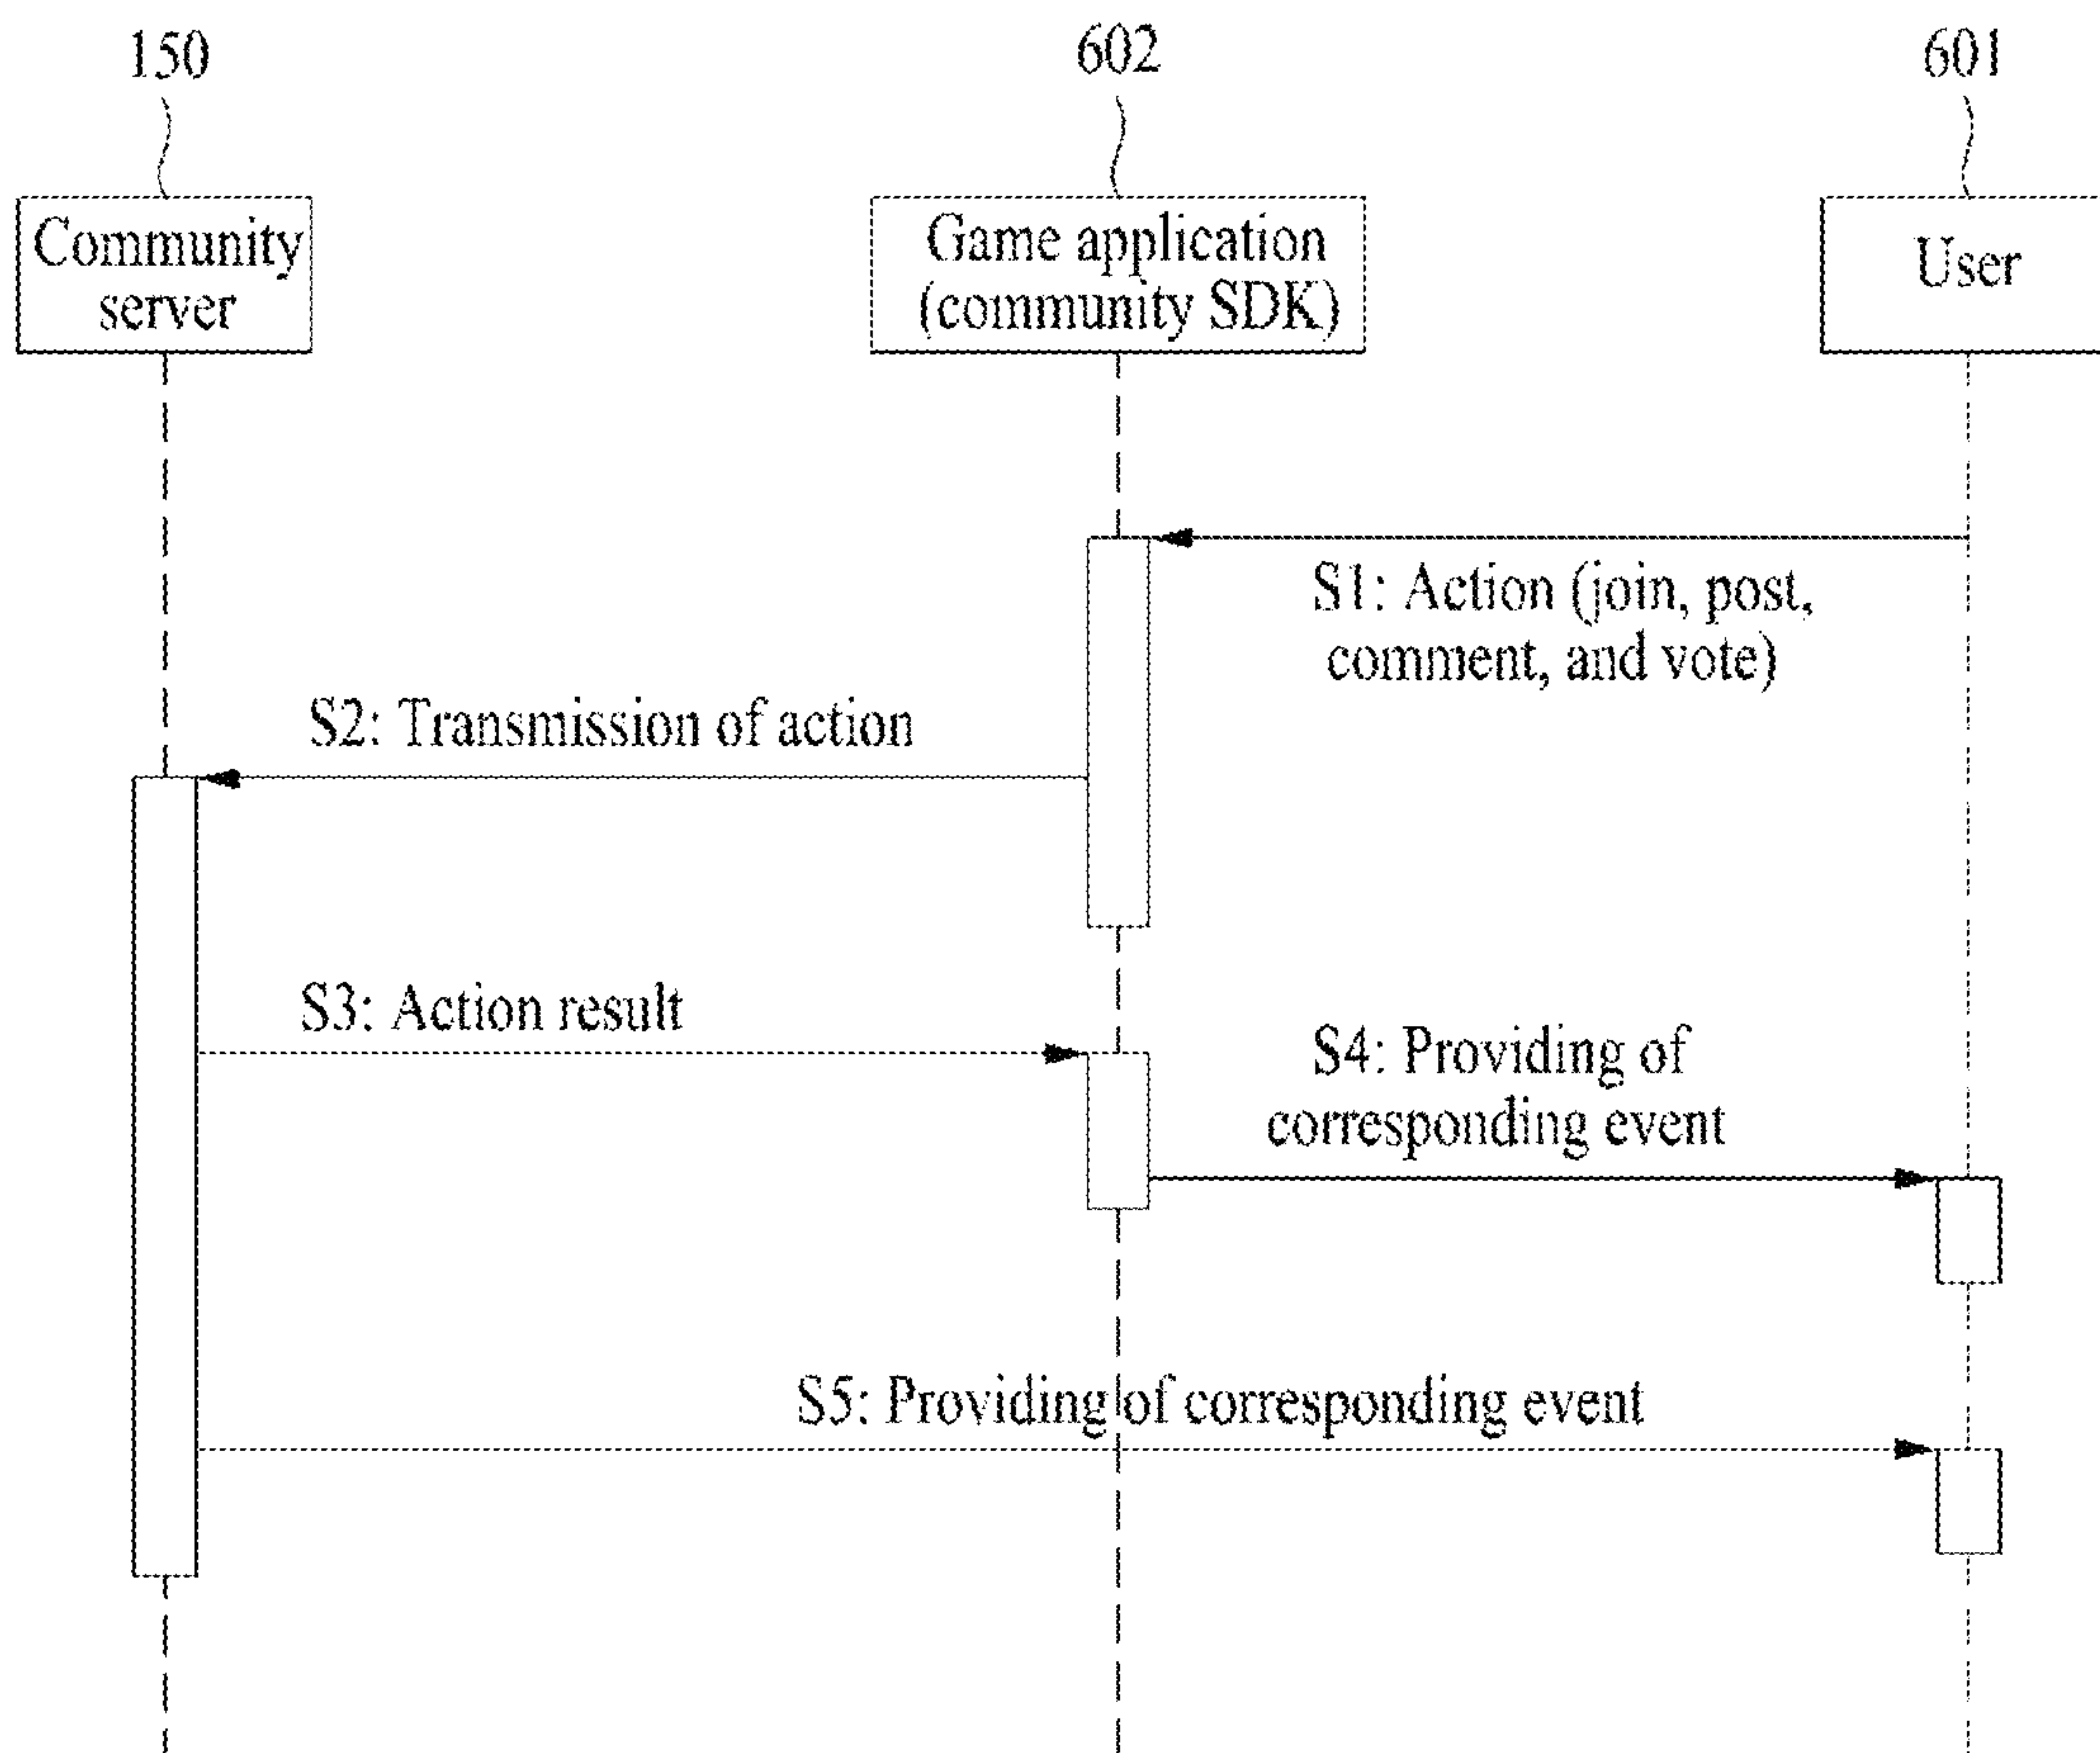 150
602
601
Community
server
Game application
(community SDK)
User
S1: Action (join, post,
comment, and vote)
S2: Transmission of action
S3: Action result
S4: Providing of
corresponding event
S5: Providing of corresponding event